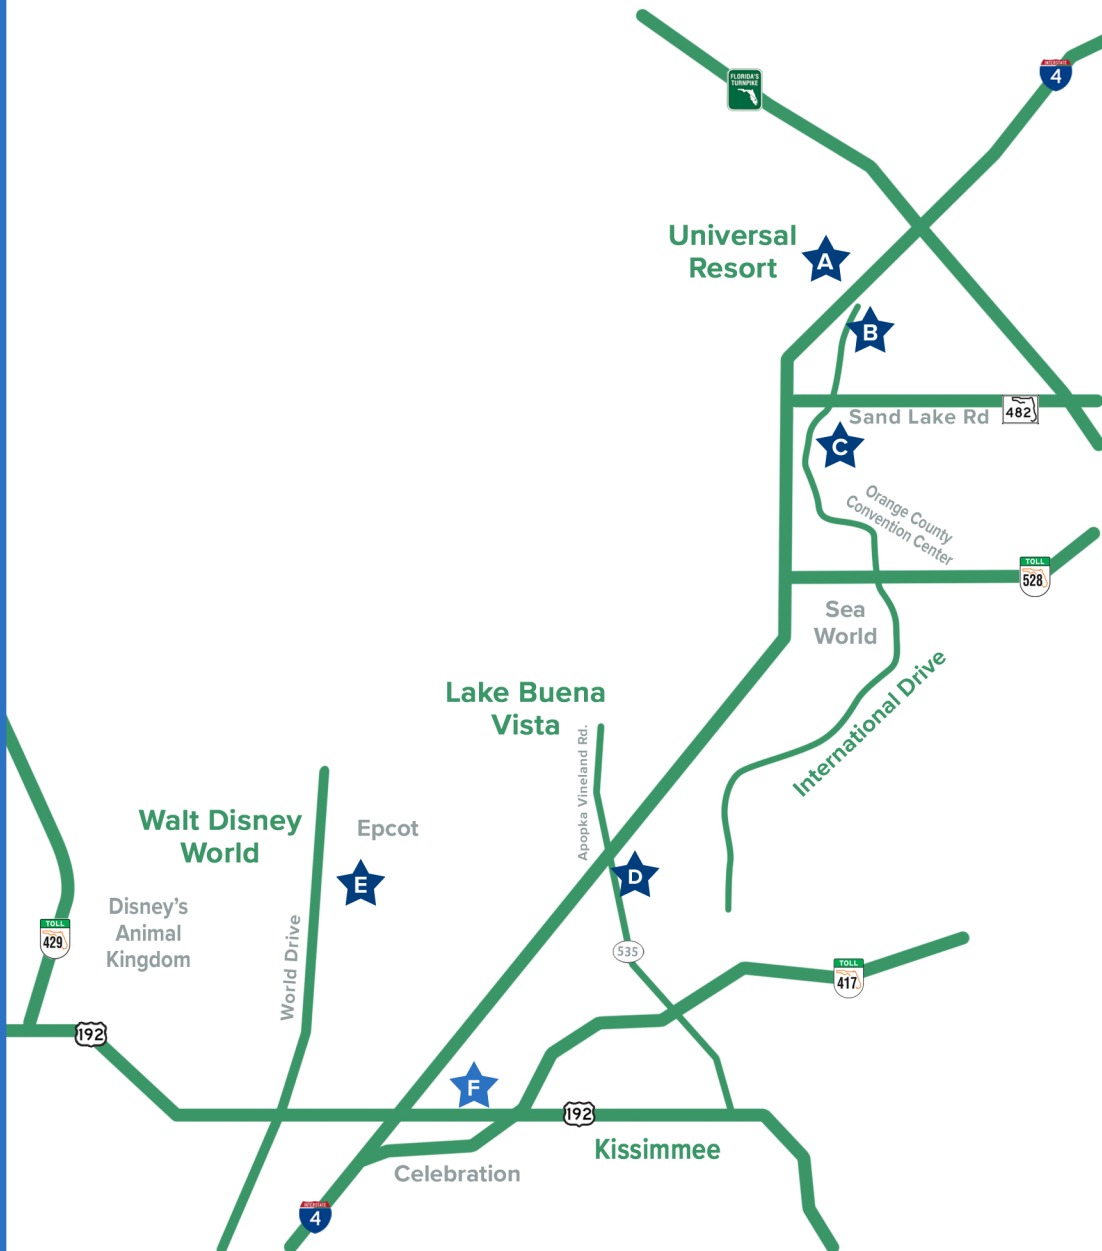 INTERSTATE
4
FLORIDA'S
TURNPIKE
Universal
Resort
A
B
482
Sand Lake Rd
C
Orange County
Convention Center
TOLL
528
Sea
World
International Drive
Lake Buena
Vista
Apopka Vineland Rd.
Walt Disney
World
Epcot
D
E
Disney’s
Animal
Kingdom
TOLL
429
World Drive
535
TOLL
417
192
F
192
Kissimmee
Celebration
INTERSTATE
4